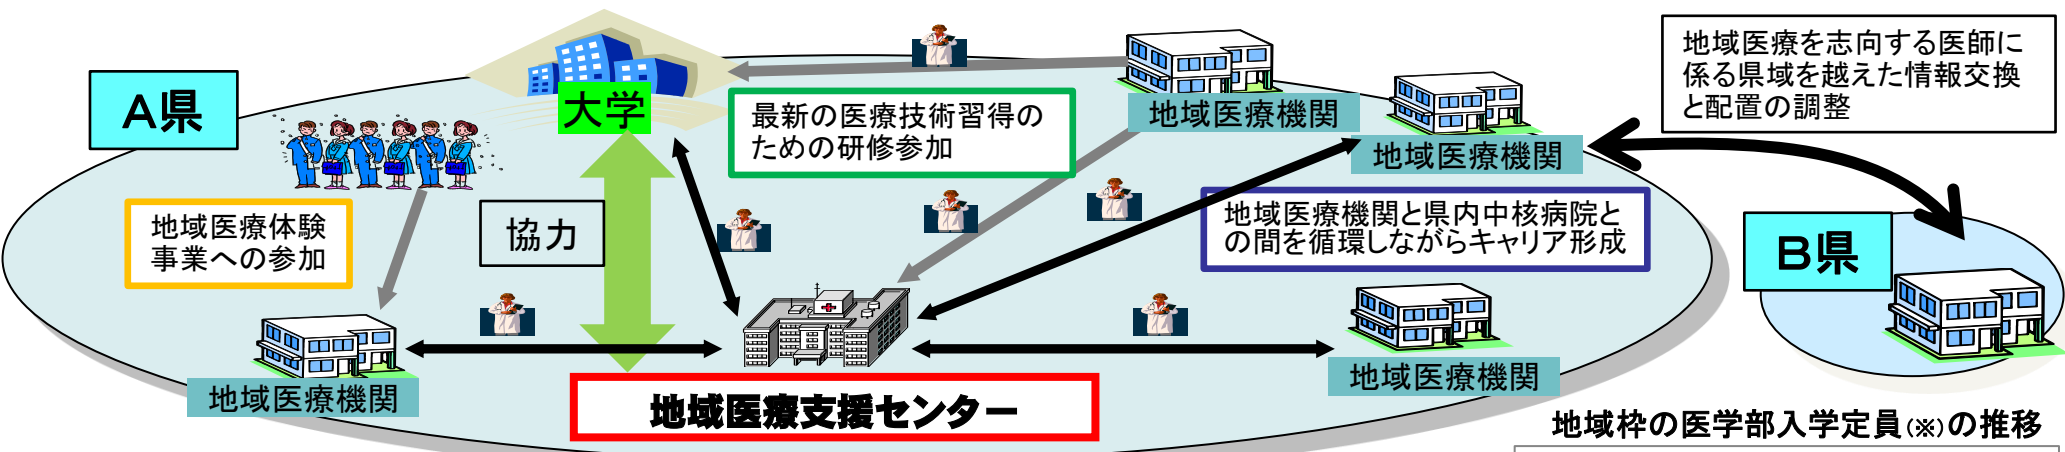 A県
大学
最新の医療技術習得の
ための研修参加
地域医療機関
地域医療機関
地域医療を志向する医師に
係る県域を越えた情報交換
と配置の調整
地域医療体験
事業への参加
協力
地域医療機関と県内中核病院と
の間を循環しながらキャリア形成
B県
地域医療機関
地域医療機関
地域医療支援センター
地域枠の医学部入学定員(※)の推移